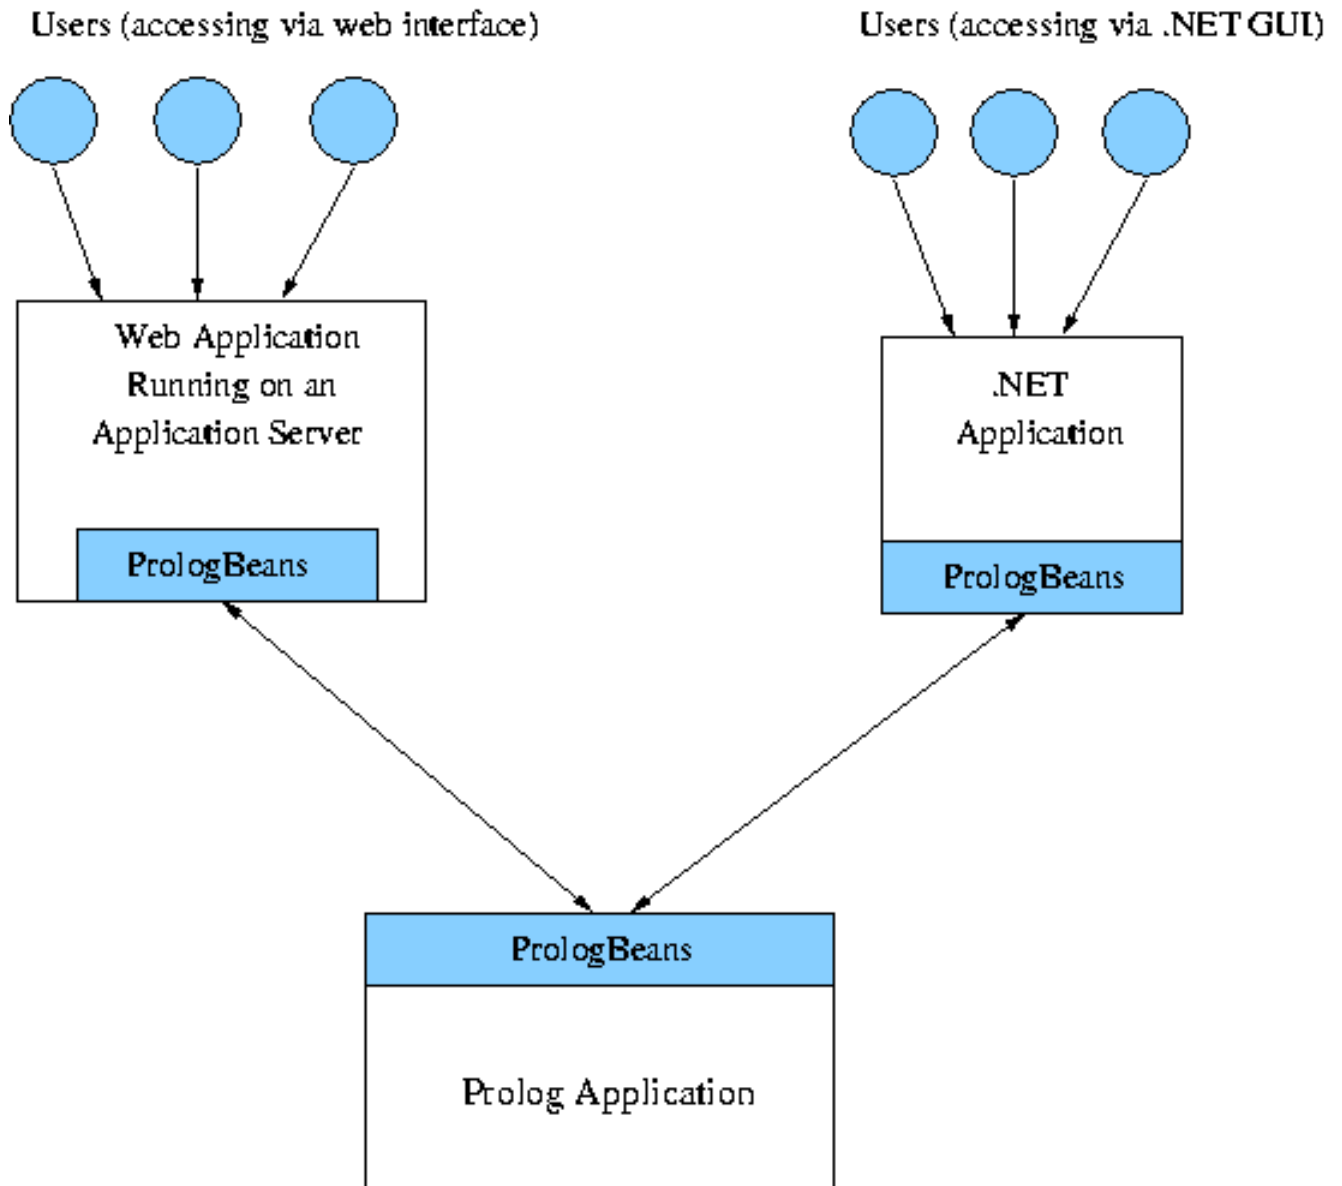 Users (accessing via web interface)
Users (accessing via .NET GUI)
Web Application
Running on an
Application Server
PrologBeans
.NET
Application
PrologBeans
PrologBeans
Prolog Application